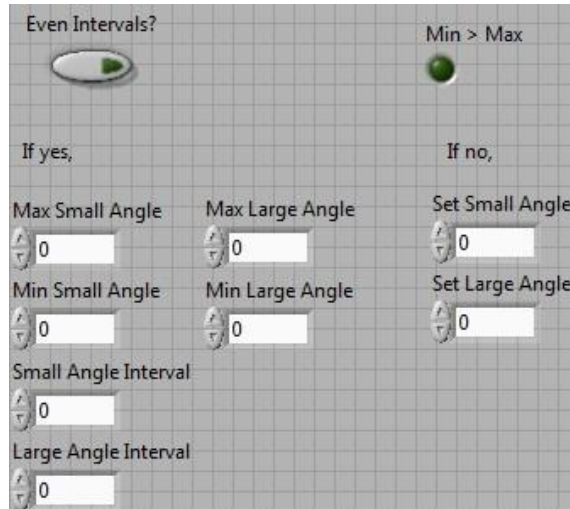 Even Intervals?
Min > Max
If yes,
If no,
Max Small Angle
Max Large Angle
Set Small Angle
0
0
0
Min Small Angle
Min Large Angle
Set Large Angle
0
0
0
Small Angle Interval
0
Large Angle Interval
0